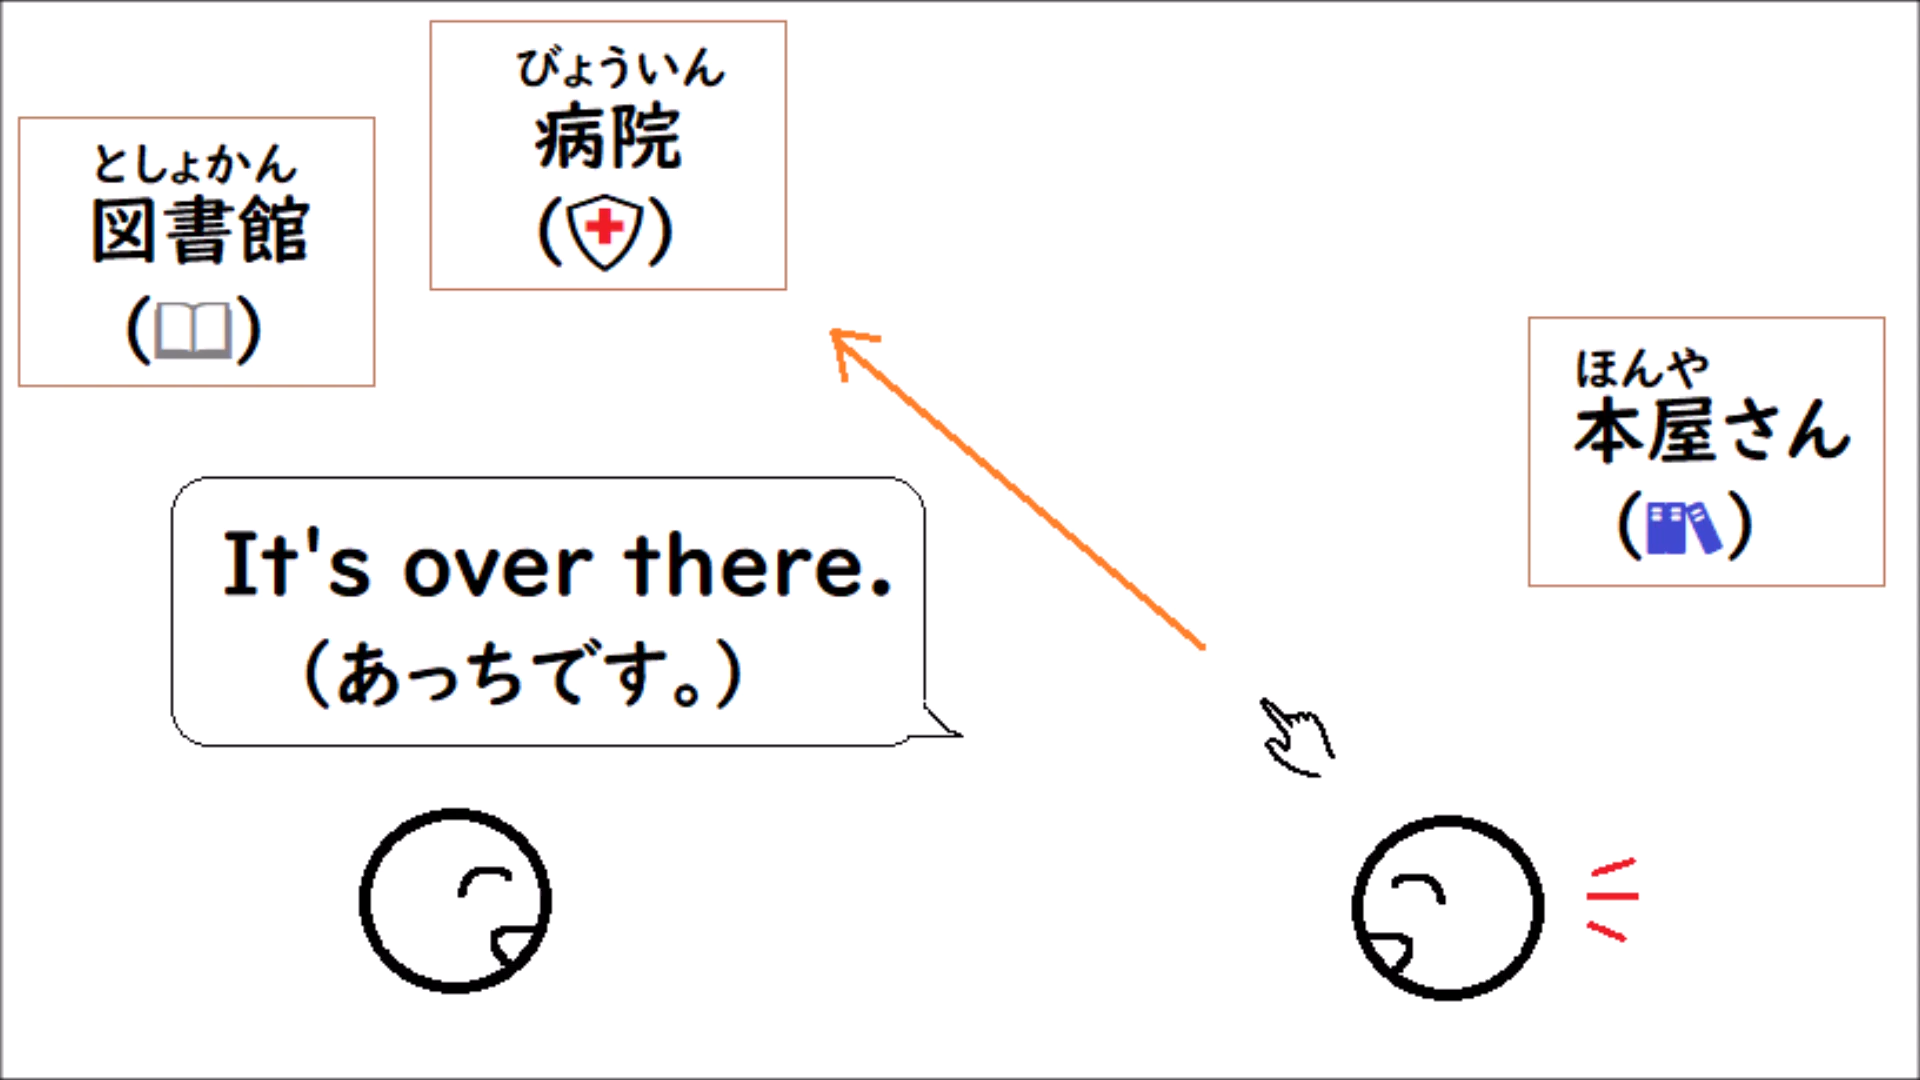 としょかん
図書館
(📖)
びょういん
病院
()
ほんや
本屋さん
()
It's over there.
(あっちです。)